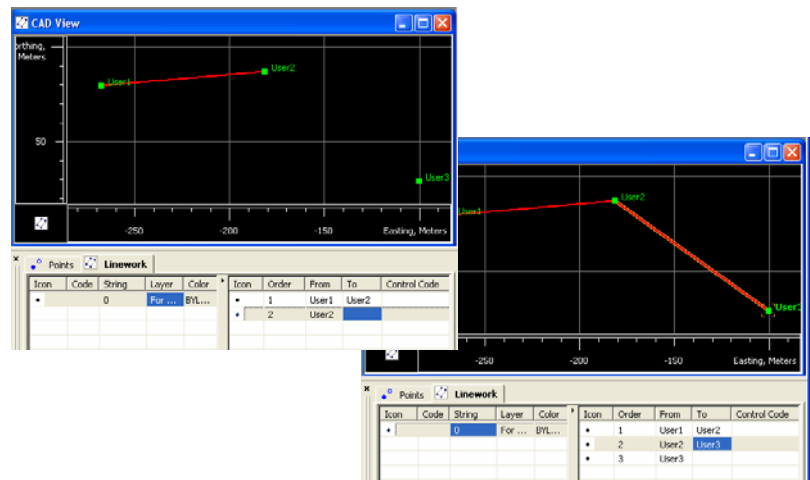 CAD View
orthing,
Meters
User1
User2
50
User3
-250 -200 -150 Easting, Meters
Points Linework
Icon Code String Layer Color Icon Order From To Control Code
0 For ... BYL... 1 User1 User2
2 User2
User1
User2
User3
-250 -200 -150 Easting, Meters
Points Linework
Icon Code String Layer Color Icon Order From To Control Code
0 For ... BYL... 1 User1 User2
2 User2 User3
3 User3